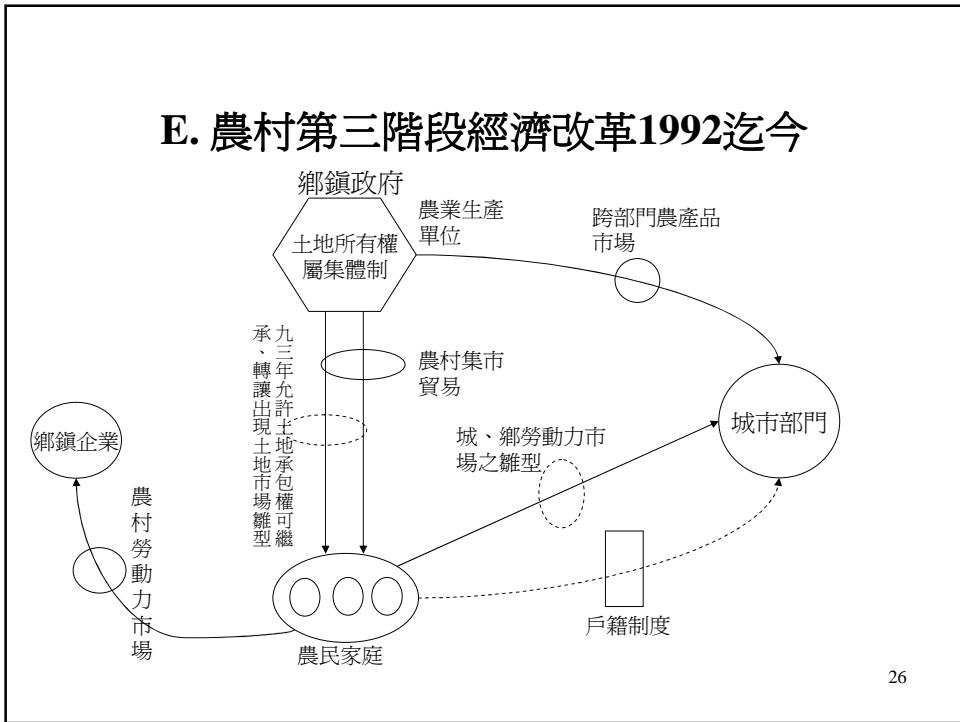 E. 農村第三階段經濟改革1992迄今
鄉鎮政府
土地所有權
屬集體制
農業生產
單位
跨部門農產品
市場
九三年允許土地承包權可繼
承、轉讓出現土地市場雛型
農村集市
貿易
鄉鎮企業
城、鄉勞動力市
場之雛型
城市部門
農村勞動力市場
戶籍制度
農民家庭
26